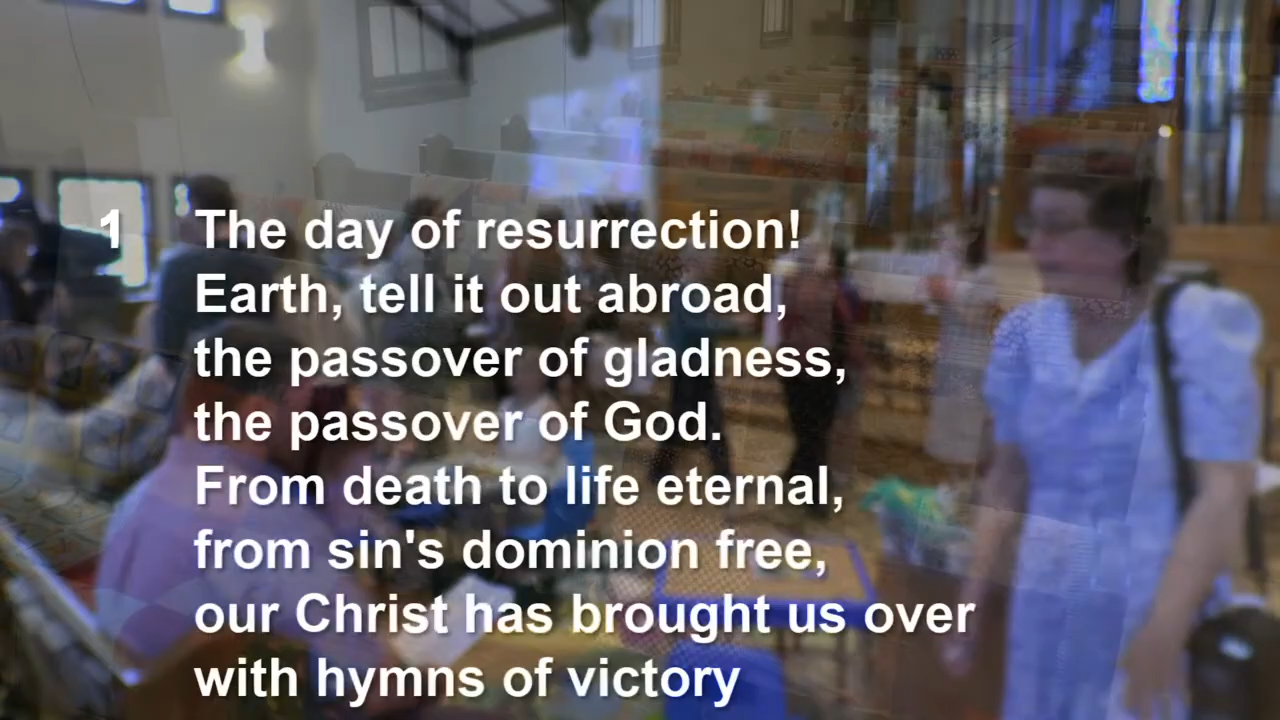 1 The day of resurrection!
Earth, tell it out abroad,
the passover of gladness,
the passover of God.
From death to life eternal,
from sin's dominion free,
our Christ has brought us over
with hymns of victory